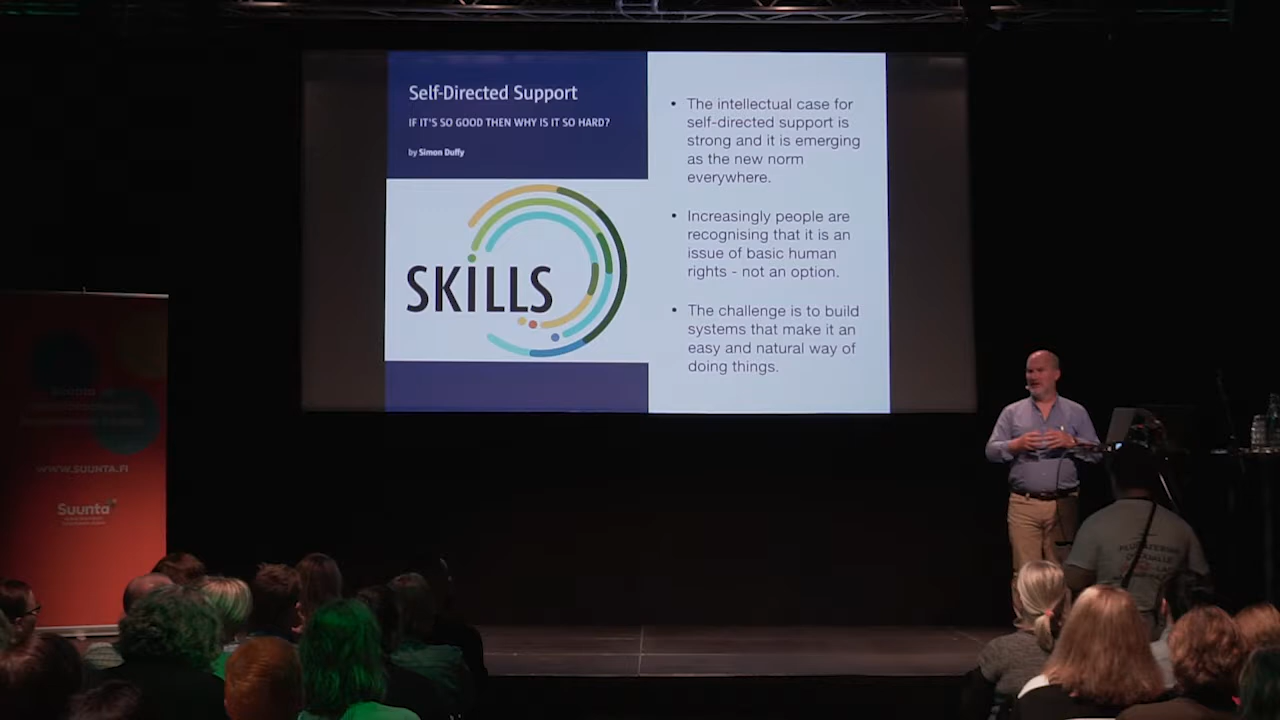 Self-Directed Support
IF IT'S SO GOOD THEN WHY IS IT SO HARD?
by Simon Duffy
SKILLS
• The intellectual case for
self-directed support is
strong and it is emerging
as the new norm
everywhere.
• Increasingly people are
recognising that it is an
issue of basic human
rights - not an option.
• The challenge is to build
systems that make it an
easy and natural way of
doing things.
WWW.SUUNTA.FI
Suunta